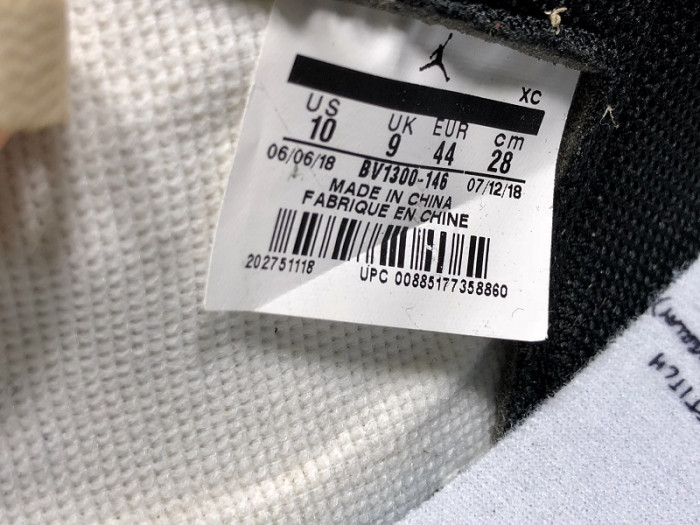 XC
US UK EUR cm
10 9 44 28
06/06/18 BV1300-146 07/12/18
MADE IN CHINA
FABRIQUE EN CHINE
202751118 UPC 00885177358860